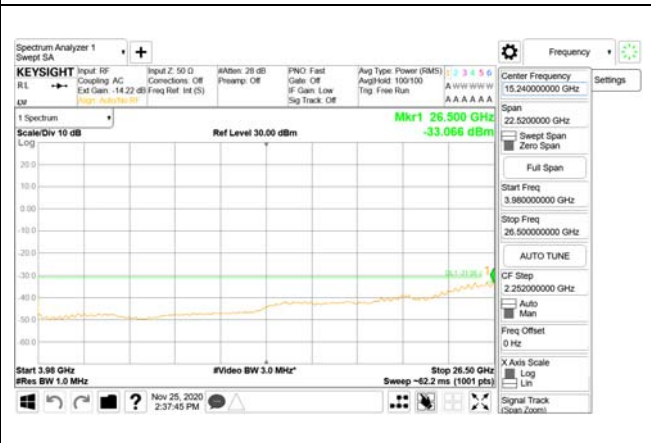 Spectrum Analyzer 1
Swept SA
Frequency
KEYSIGHT Input: RF Input Z: 50 Ω #Atten: 28 dB PNO: Fast Avg Type: Power (RMS) 1 2 3 4 5 6
RL Coupling: AC Corrections: Off Preamp: Off Gate: Off Avg|Hold: 100/100 A W W W W W
Ext Gain: -14.22 dB Freq Ref: Int (S) IF Gain: Low Trig: Free Run
Align: Auto/No RF Sig Track: Off A A A A A A
1 Spectrum
Mkr1 26.500 GHz
Scale/Div 10 dB Ref Level 30.00 dBm -33.066 dBm
Log
20.0
10.0
0.00
-10.0
-20.0
-30.0
1
-40.0
-50.0
-60.0
Start 3.98 GHz #Video BW 3.0 MHz* Stop 26.50 GHz
#Res BW 1.0 MHz Sweep ~62.2 ms (1001 pts)
? Nov 25, 2020
2:37:45 PM
Center Frequency
15.240000000 GHz
Settings
Span
22.5200000 GHz
Swept Span
Zero Span
Full Span
Start Freq
3.980000000 GHz
Stop Freq
26.500000000 GHz
AUTO TUNE
CF Step
2.252000000 GHz
Auto
Man
Freq Offset
0 Hz
X Axis Scale
Log
Lin
Signal Track
(Span Zoom)